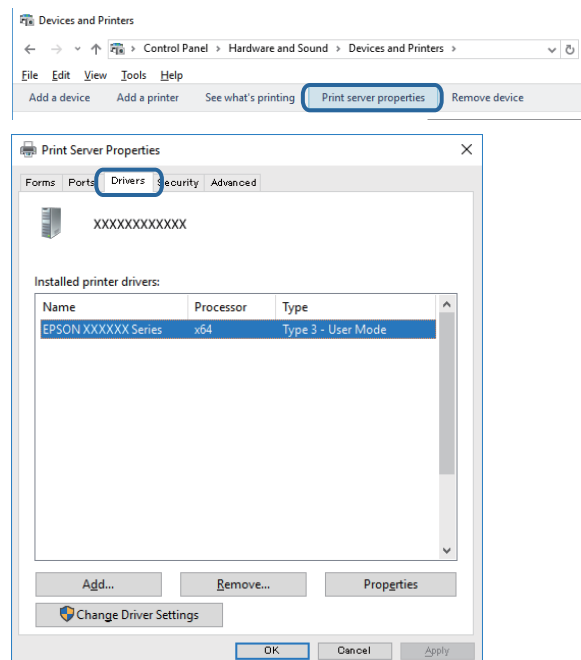 Devices and Printers
Control Panel > Hardware and Sound > Devices and Printers >
File Edit View Tools Help
Add a device Add a printer See what's printing Print server properties Remove device
Print Server Properties
Forms Ports Drivers Security Advanced
XXXXXXXXXXXX
Installed printer drivers:
Name Processor Type
EPSON XXXXXX Series x64 Type 3 - User Mode
Add... Remove... Properties
Change Driver Settings
OK Cancel Apply